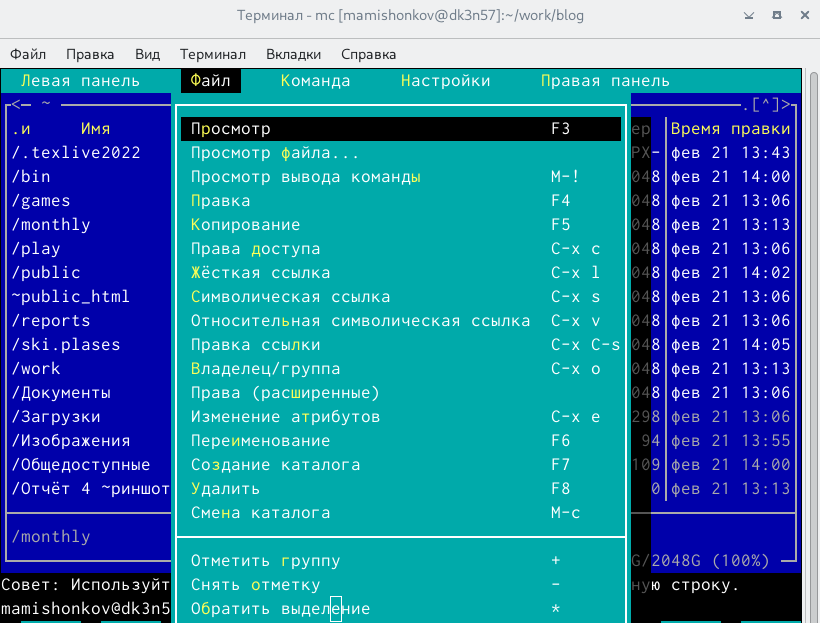 Терминал - mc [mamishonkov@dk3n57]:~/work/blog
Файл Правка Вид Терминал Вкладки Справка
Левая панель Файл Команда Настройки Правая панель
<— ~ .[^]>
.и Имя Просмотр F3 ер Время правки
/.texlive2022 Просмотр файла... РХ- фев 21 13:43
/bin Просмотр вывода команды M-! 048 фев 21 14:00
/games Правка F4 048 фев 21 13:06
/monthly Копирование F5 048 фев 21 13:13
/play Права доступа C-x c 048 фев 21 13:06
/public Жёсткая ссылка C-x l 048 фев 21 14:02
~public_html Символическая ссылка C-x s 048 фев 21 13:06
/reports Относительная символическая ссылка C-x v 048 фев 21 13:06
/ski.plases Правка ссылки C-x C-s 048 фев 21 14:05
/work Владелец/группа C-x o 048 фев 21 13:13
/Документы Права (расширенные) 048 фев 21 13:06
/Загрузки Изменение атрибутов C-x e 298 фев 21 13:06
/Изображения Переименование F6 94 фев 21 13:55
/Общедоступные Создание каталога F7 109 фев 21 14:00
/Отчёт 4 ~риншот Удалить F8 0 фев 21 13:13
Смена каталога M-c
/monthly
Отметить группу + G/2048G (100%)
Совет: Используйт Снять отметку - ную строку.
mamishonkov@dk3n5 Обратить выделение *